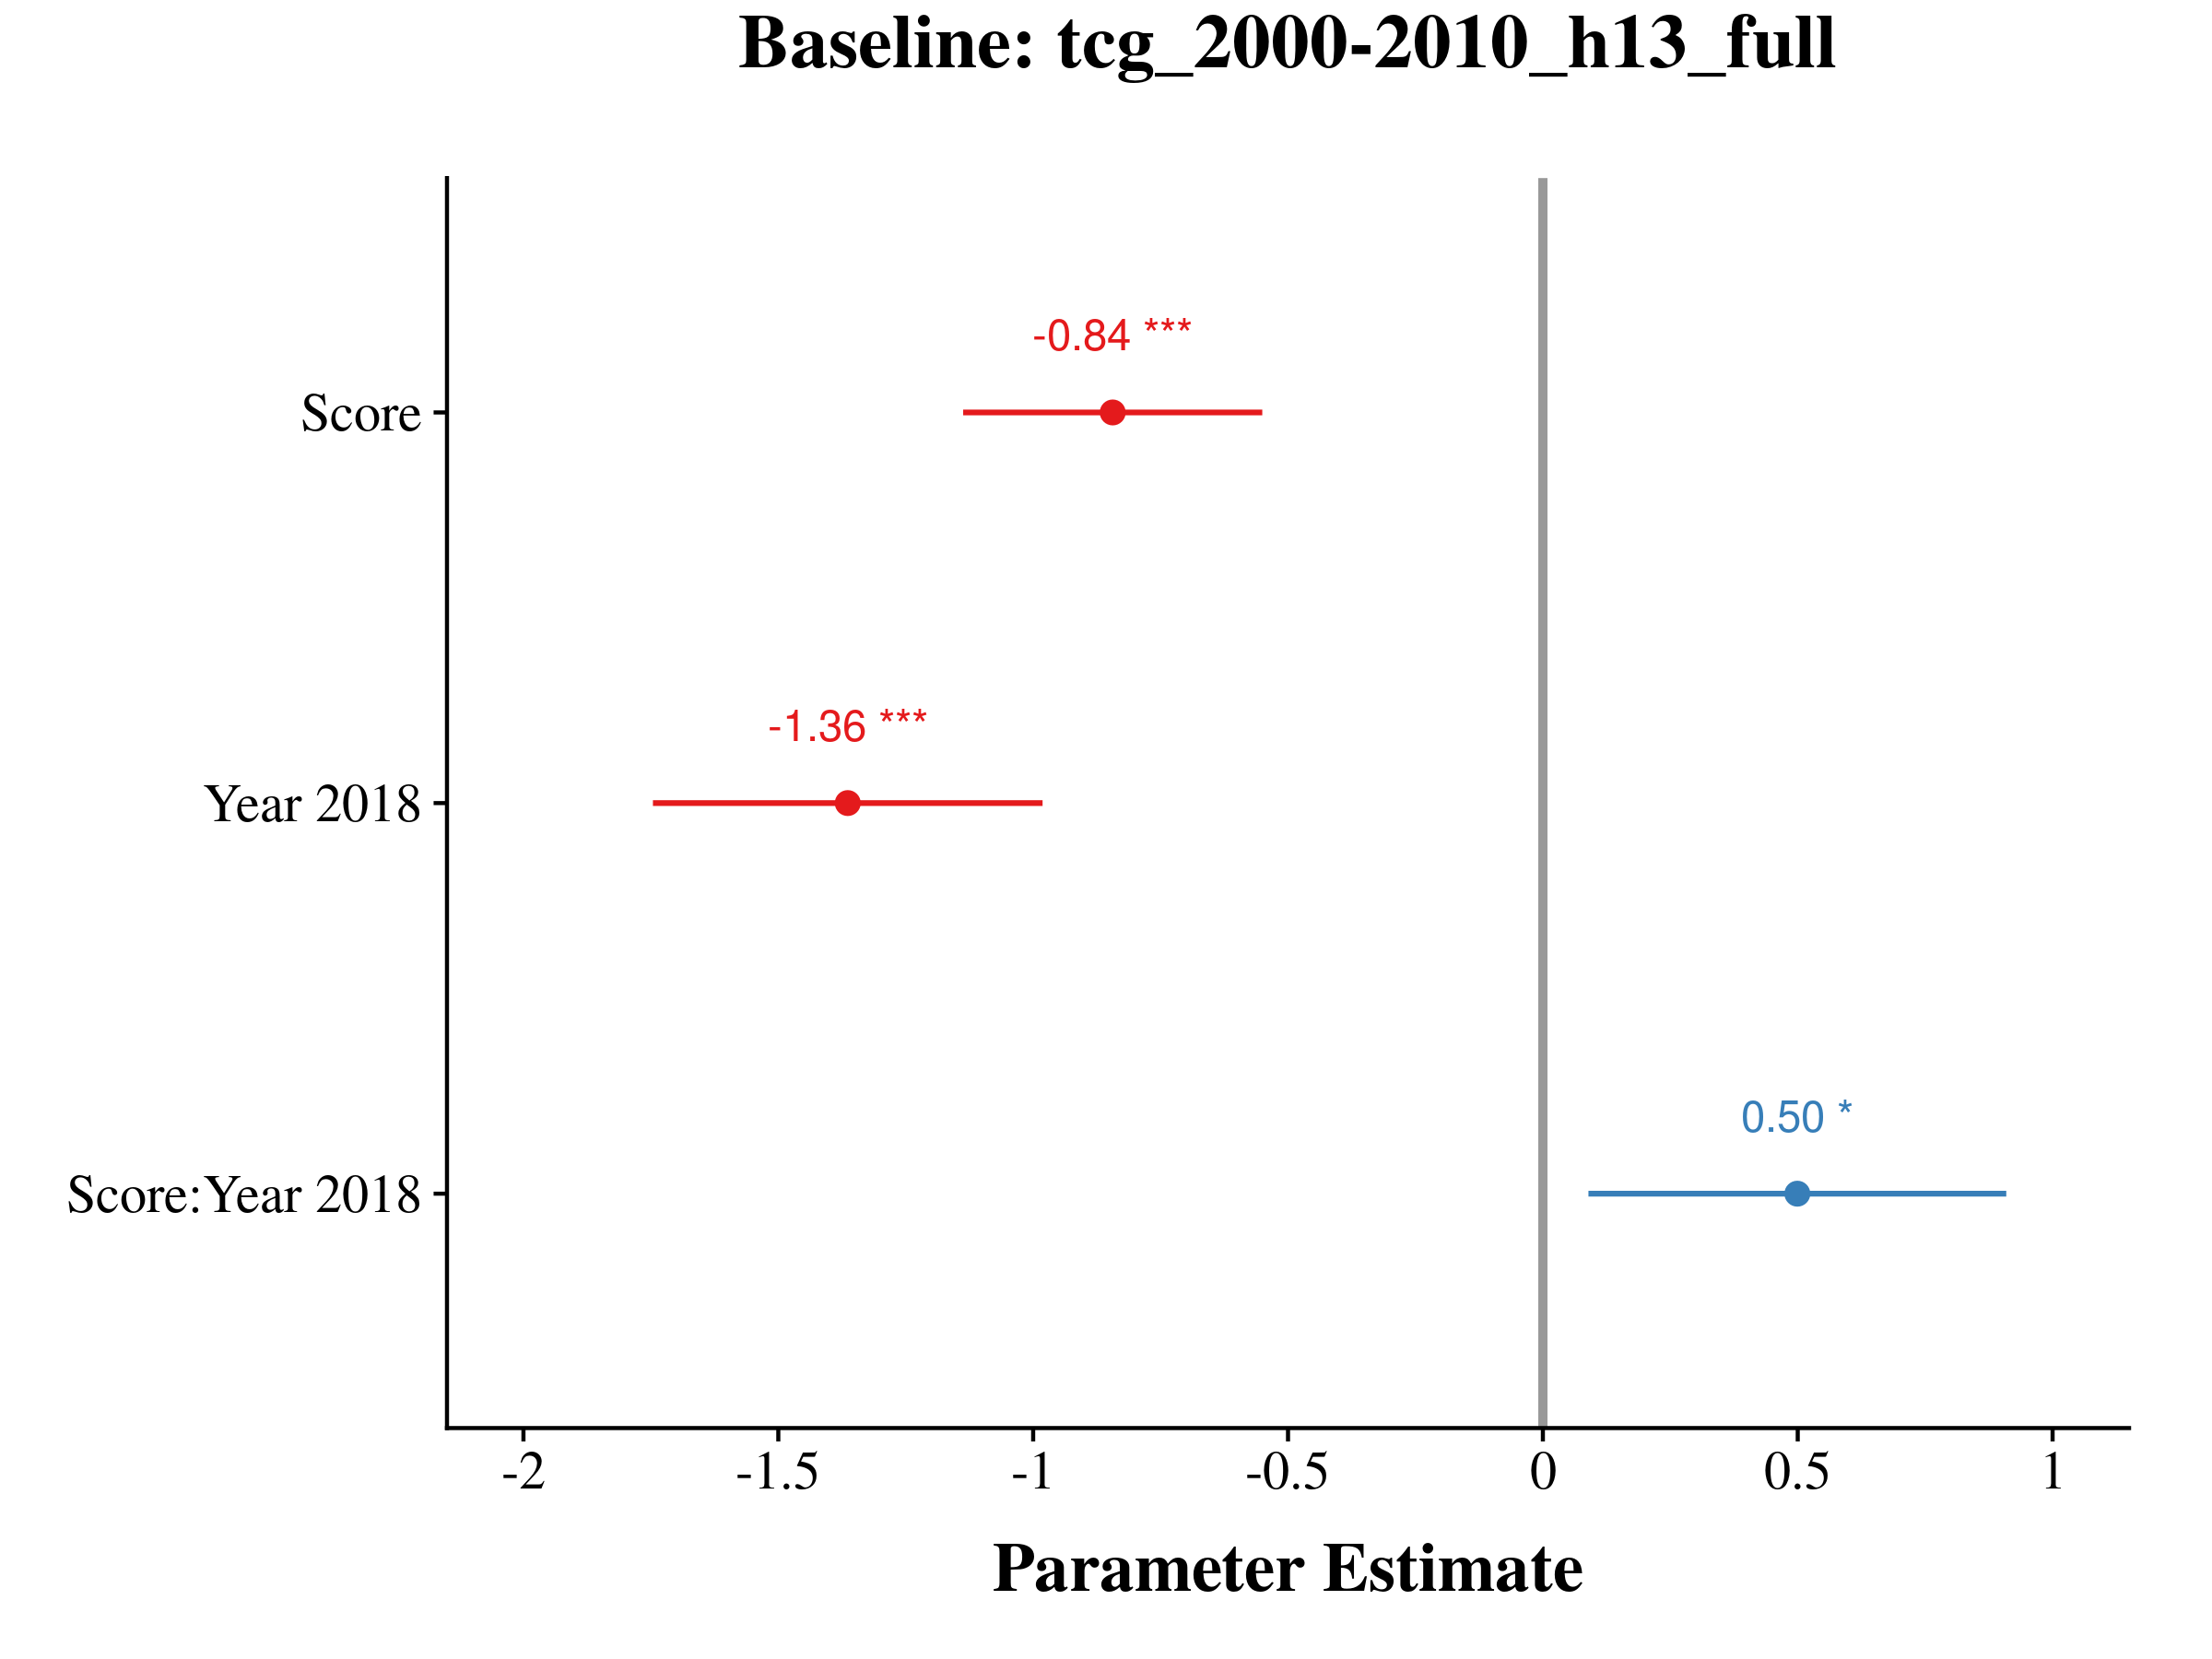 Baseline: tcg_2000-2010_h13_full
-0.84 ***
Score
-1.36 ***
Year 2018
0.50 *
Score:Year 2018
-2 -1.5 -1 -0.5 0 0.5 1
Parameter Estimate